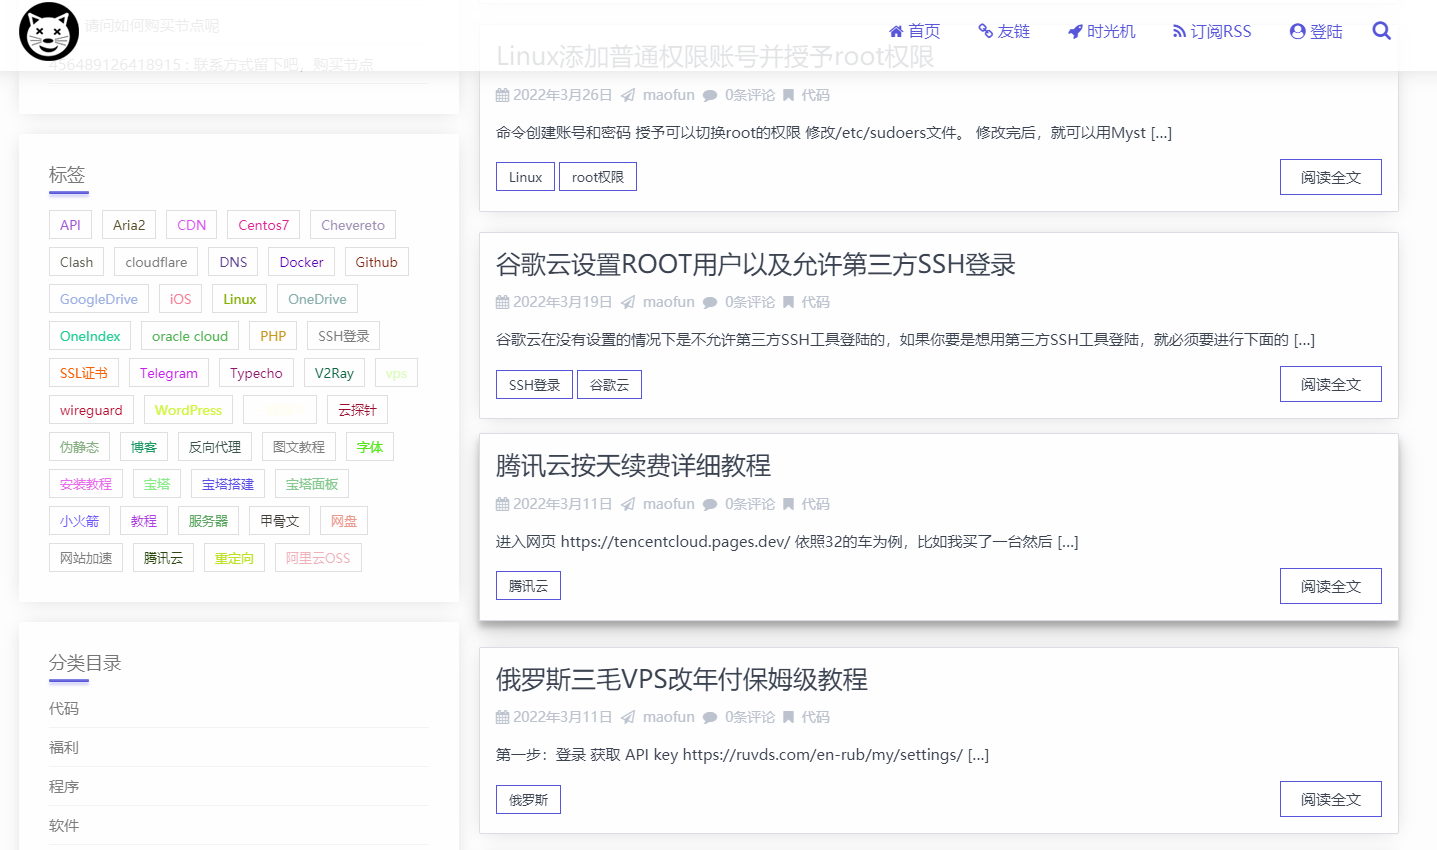 首页 友链 时光机 订阅RSS 登陆
请问如何购买节点呢
456489126418915 : 联系方式留下吧，购买节点
标签
API Aria2 CDN Centos7 Chevereto
Clash cloudflare DNS Docker Github
GoogleDrive iOS Linux OneDrive
OneIndex oracle cloud PHP SSH登录
SSL证书 Telegram Typecho V2Ray vps
wireguard WordPress 云探针
伪静态 博客 反向代理 图文教程 字体
安装教程 宝塔 宝塔搭建 宝塔面板
小火箭 教程 服务器 甲骨文 网盘
网站加速 腾讯云 重定向 阿里云OSS
分类目录
代码
福利
程序
软件
Linux添加普通权限账号并授予root权限
2022年3月26日 maofun 0条评论 代码
命令创建账号和密码 授予可以切换root的权限 修改/etc/sudoers文件。 修改完后，就可以用Myst [...]
Linux root权限 阅读全文
谷歌云设置ROOT用户以及允许第三方SSH登录
2022年3月19日 maofun 0条评论 代码
谷歌云在没有设置的情况下是不允许第三方SSH工具登陆的，如果你要是想用第三方SSH工具登陆，就必须要进行下面的 [...]
SSH登录 谷歌云 阅读全文
腾讯云按天续费详细教程
2022年3月11日 maofun 0条评论 代码
进入网页 https://tencentcloud.pages.dev/ 依照32的车为例，比如我买了一台然后 [...]
腾讯云 阅读全文
俄罗斯三毛VPS改年付保姆级教程
2022年3月11日 maofun 0条评论 代码
第一步：登录 获取 API key https://ruvds.com/en-rub/my/settings/ [...]
俄罗斯 阅读全文